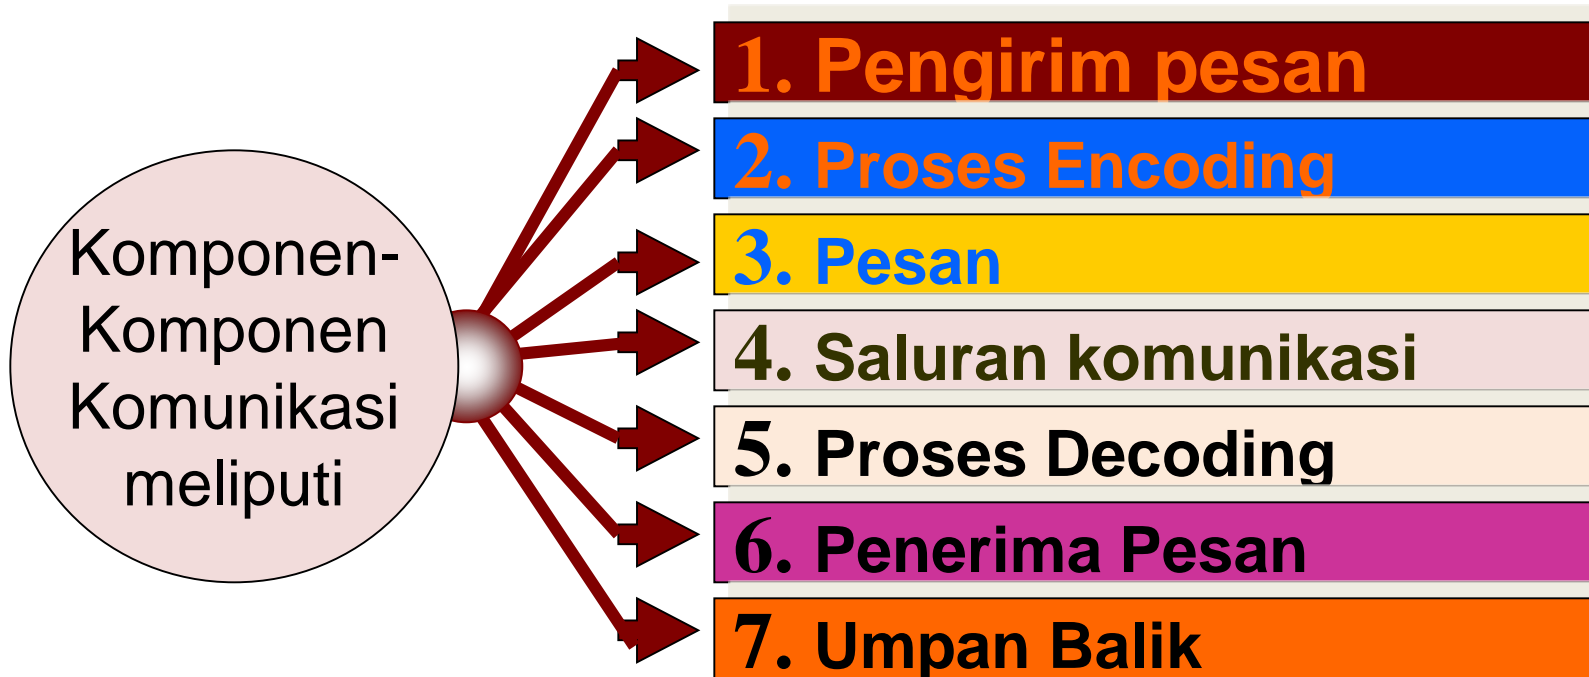 Komponen-
Komponen
Komunikasi
meliputi
1. Pengirim pesan
2. Proses Encoding
3. Pesan
4. Saluran komunikasi
5. Proses Decoding
6. Penerima Pesan
7. Umpan Balik